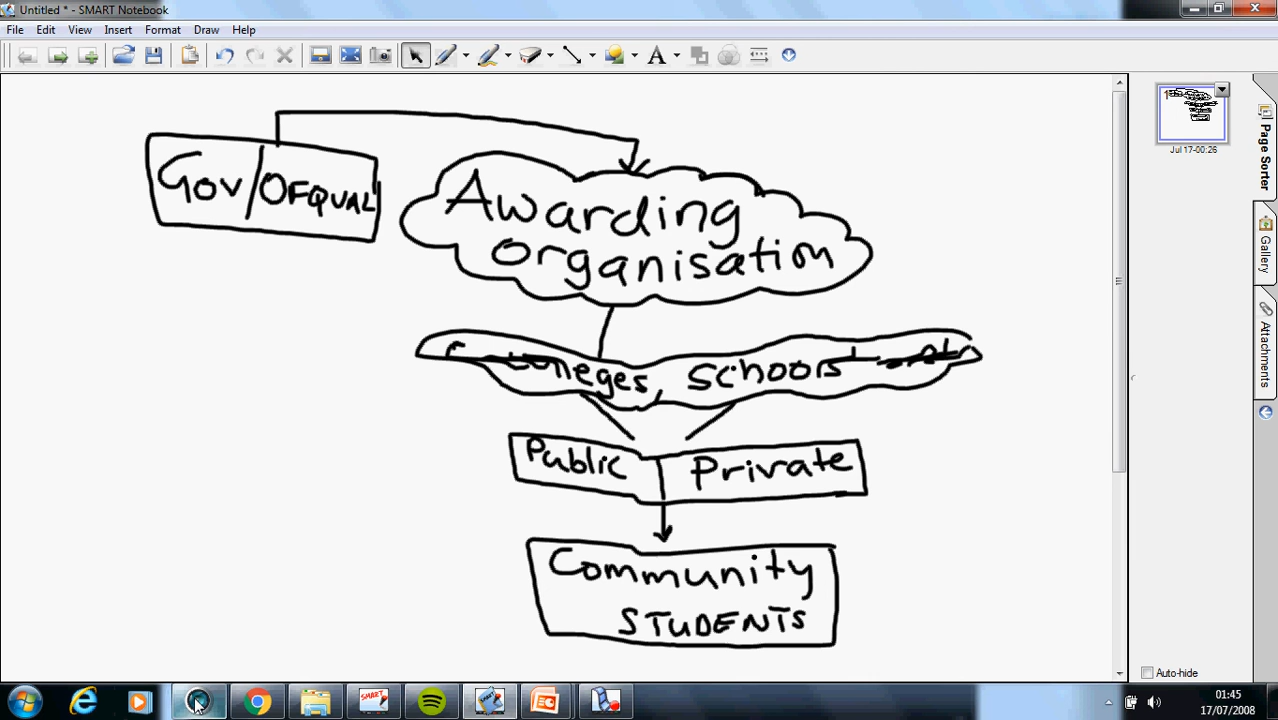 Untitled * - SMART Notebook
File Edit View Insert Format Draw Help
Gov/OFQUAL
Awarding
organisation
Colleges, Schools
Public Private
Community
STUDENTS
Jul 17-00:26
Page Sorter
Gallery
Attachments
Auto-hide
01:45
17/07/2008